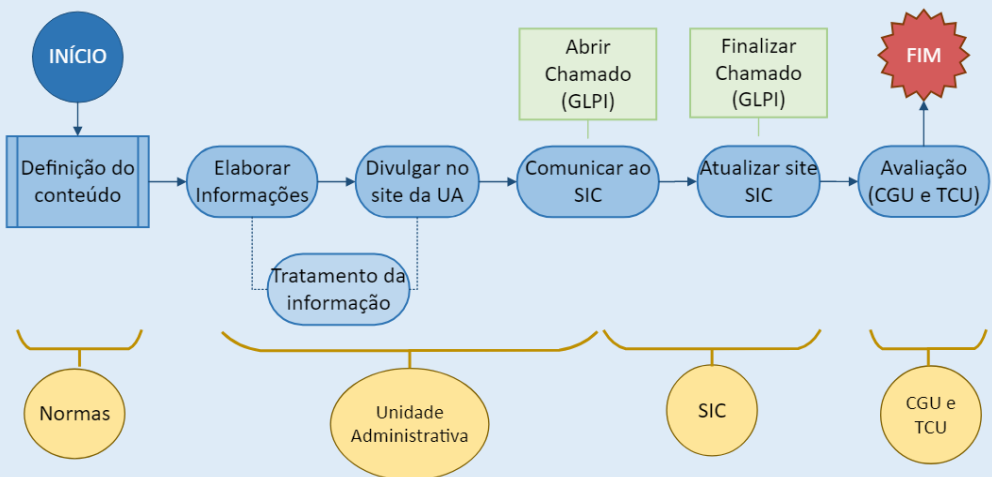 INÍCIO
Abrir
Chamado
(GLPI)
Finalizar
Chamado
(GLPI)
FIM
Definição do
conteúdo
Elaborar
Informações
Divulgar no
site da UA
Comunicar ao
SIC
Atualizar site
SIC
Avaliação
(CGU e TCU)
Tratamento da
informação
Normas
Unidade
Administrativa
SIC
CGU e
TCU